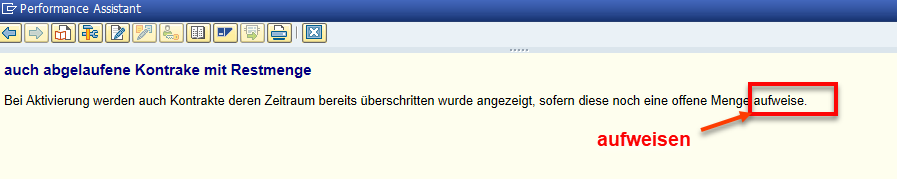 Performance Assistant
auch abgelaufene Kontrake mit Restmenge
Bei Aktivierung werden auch Kontrakte deren Zeitraum bereits überschritten wurde angezeigt, sofern diese noch eine offene Menge aufweise.
aufweisen